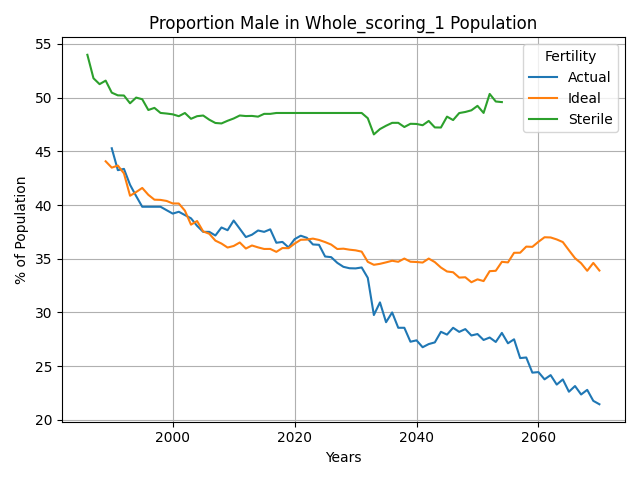 Proportion Male in Whole_scoring_1 Population
55
50
45
40
35
30
25
20
% of Population
Fertility
Actual
Ideal
Sterile
2000
2020
2040
2060
Years